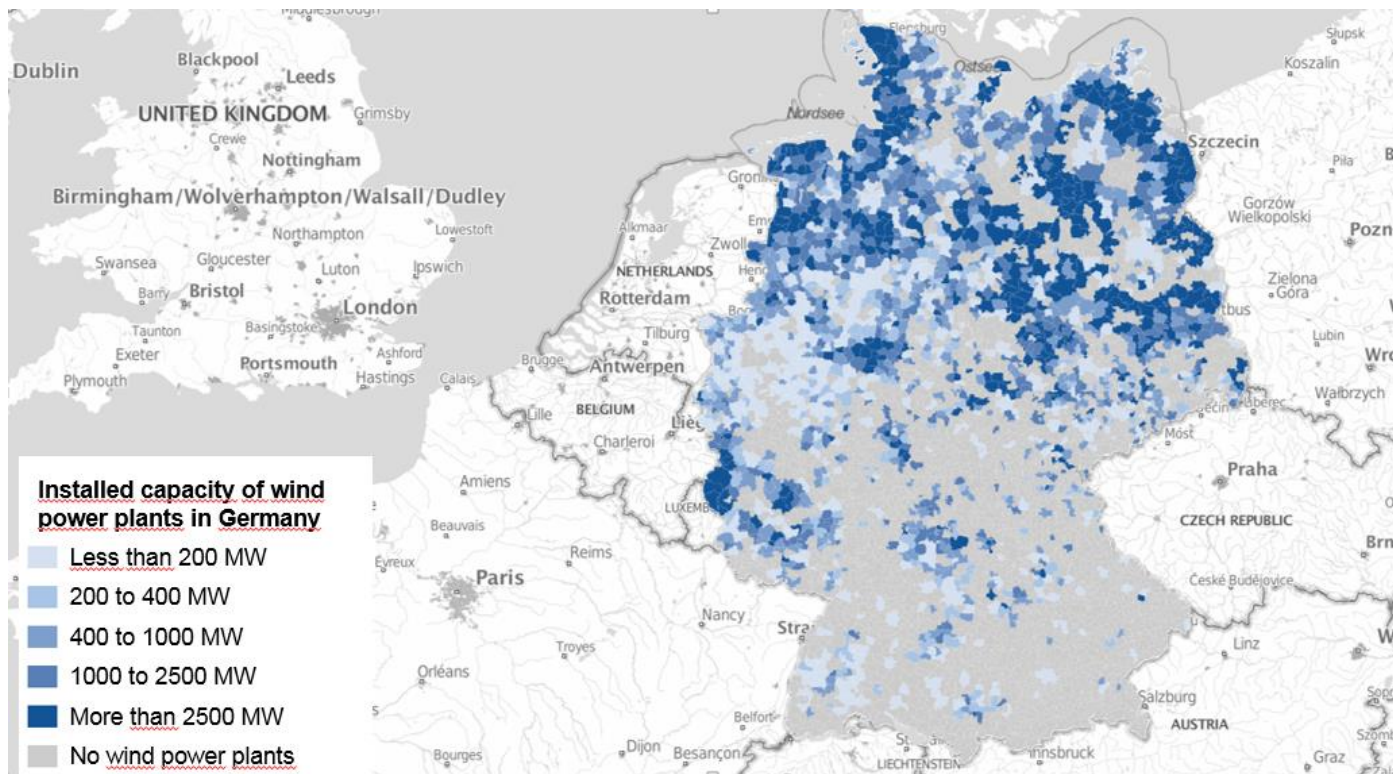 Middlesbrough
Flensburg
Słupsk
Koszalin
Dublin
Blackpool
Leeds
Ostsee
UNITED KINGDOM
Grimsby
Nordsee
Crewe
Szczecin
Nottingham
Piła
Birmingham/Wolverhampton/Walsall/Dudley
Gorzów
Wielkopolski
Northampton
Lowestoft
Alkmaar
Swansea
Gloucester
Luton
Ipswich
NETHERLANDS
Zielona
Góra
Barry
Bristol
London
Rotterdam
Taunton
Basingstoke
Tilburg
Lubin
Exeter
Portsmouth
Ashford
Hastings
Brugge
Antwerpen
Plymouth
Calais
Wałbrzych
Lille
BELGIUM
Charleroi
Most
Praha
Amiens
CZECH REPUBLIC
Beauvais
Reims
Paris
České Budějovice
Nancy
Troyes
Linz
Orléans
Salzburg
Belfort
AUSTRIA
Dijon
Besançon
LIECHTENSTEIN
Bourges
Graz
Installed capacity of wind
power plants in Germany
Less than 200 MW
200 to 400 MW
400 to 1000 MW
1000 to 2500 MW
More than 2500 MW
No wind power plants